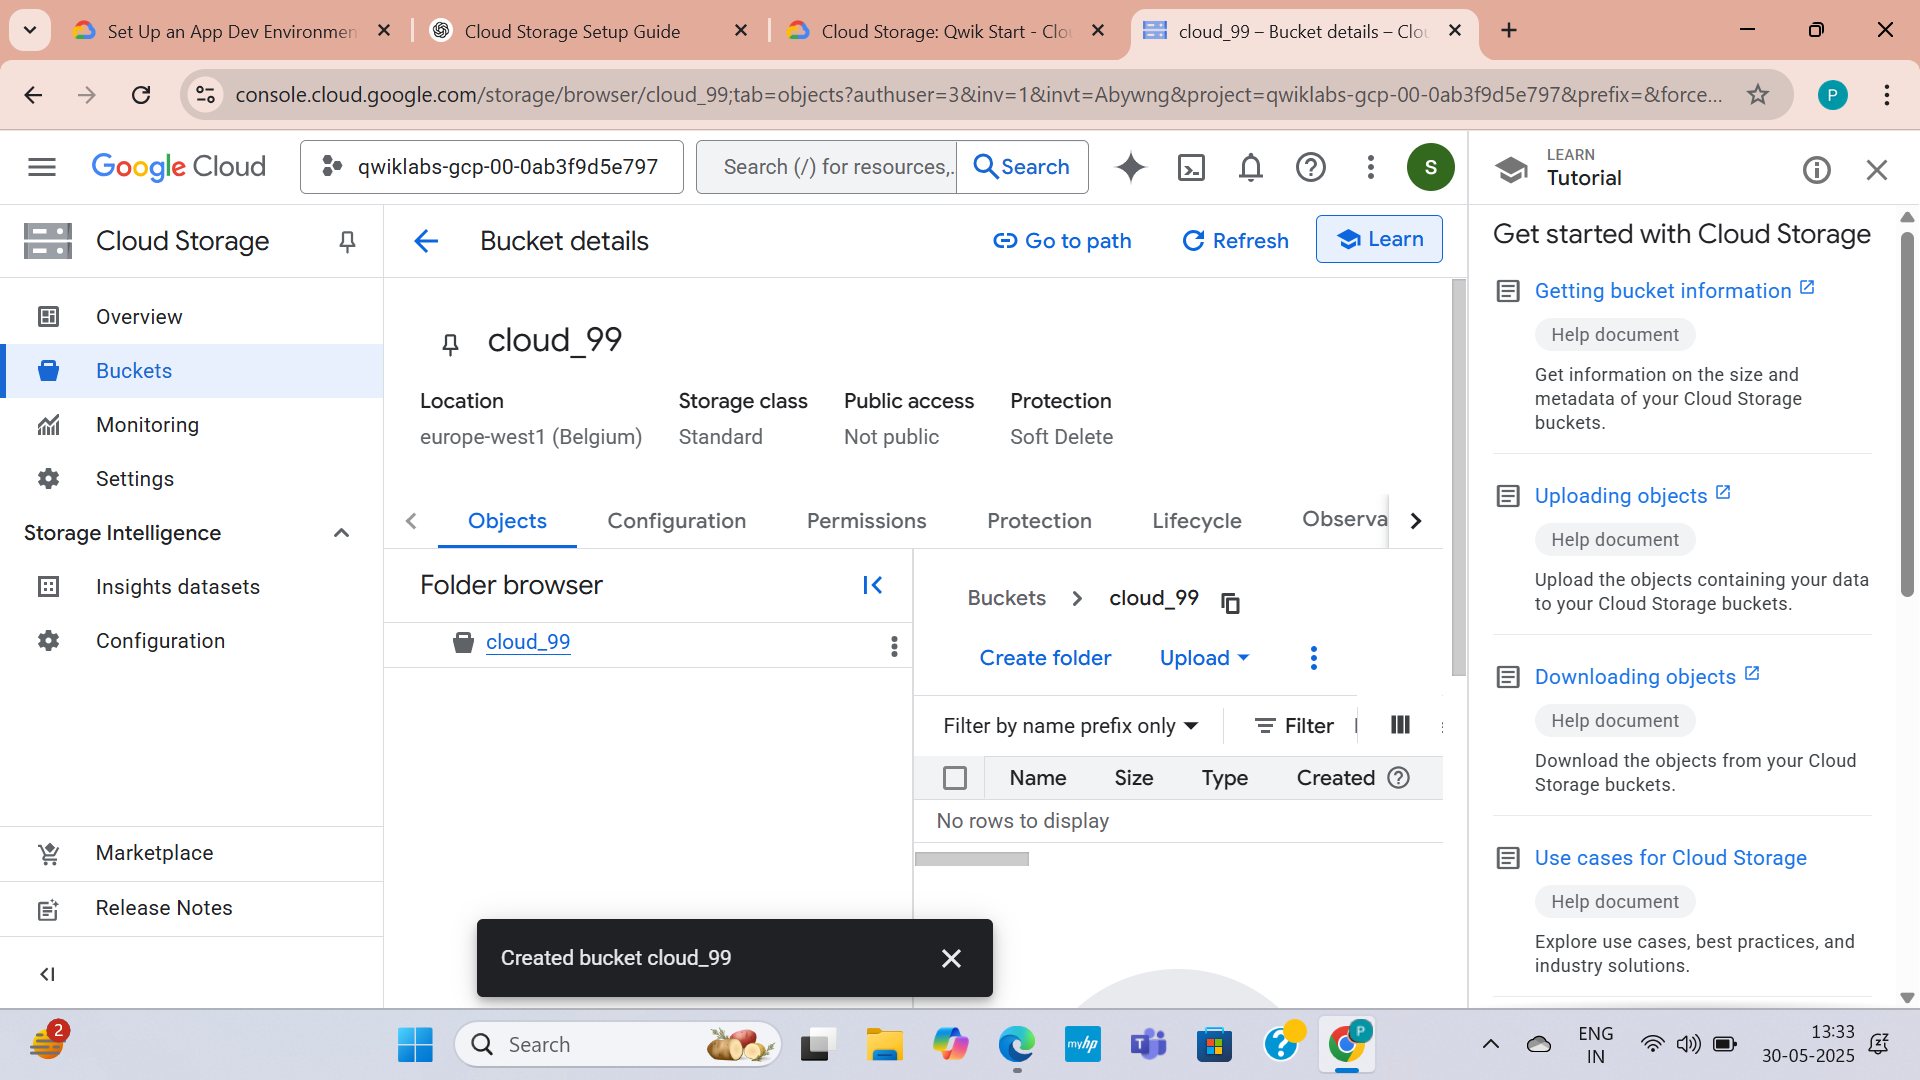 Set Up an App Dev Environmen
Cloud Storage Setup Guide
Cloud Storage: Qwik Start - Clou
cloud_99 – Bucket details – Clou
console.cloud.google.com/storage/browser/cloud_99;tab=objects?authuser=3&inv=1&invt=Abywng&project=qwiklabs-gcp-00-0ab3f9d5e797&prefix=&force...
P
Google Cloud
qwiklabs-gcp-00-0ab3f9d5e797
Search (/) for resources,..
Search
S
LEARN
Tutorial
Cloud Storage
Overview
Buckets
Monitoring
Settings
Storage Intelligence
Insights datasets
Configuration
Marketplace
Release Notes
Bucket details
Go to path
Refresh
Learn
cloud_99
Location
europe-west1 (Belgium)
Storage class
Standard
Public access
Not public
Protection
Soft Delete
Objects
Configuration
Permissions
Protection
Lifecycle
Observa
Folder browser
cloud_99
Buckets
cloud_99
Create folder
Upload
Filter by name prefix only
Filter
Name
Size
Type
Created
No rows to display
Created bucket cloud_99
Get started with Cloud Storage
Getting bucket information
Help document
Get information on the size and
metadata of your Cloud Storage
buckets.
Uploading objects
Help document
Upload the objects containing your data
to your Cloud Storage buckets.
Downloading objects
Help document
Download the objects from your Cloud
Storage buckets.
Use cases for Cloud Storage
Help document
Explore use cases, best practices, and
industry solutions.
2
Search
myhp
P
ENG
IN
13:33
30-05-2025